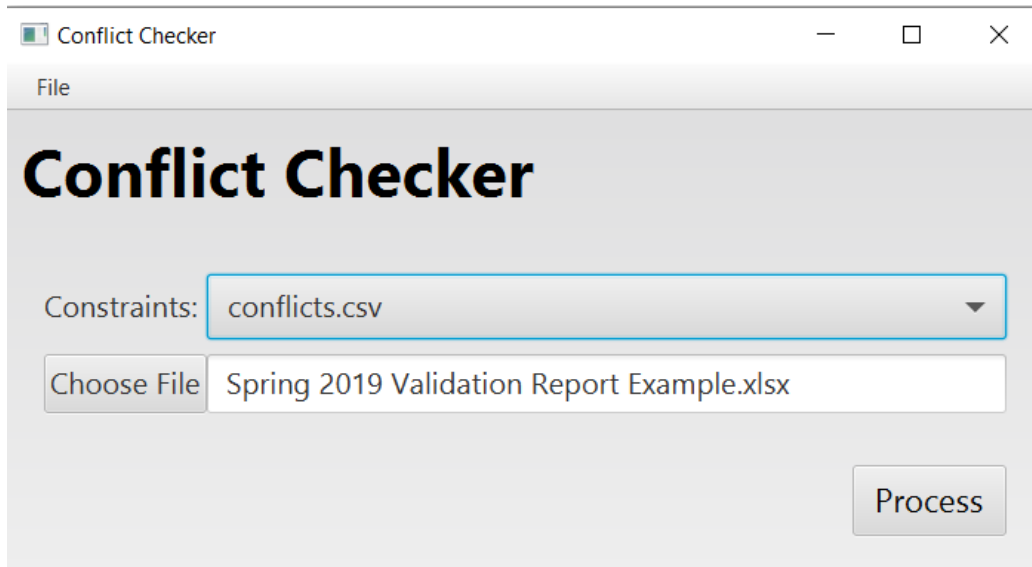 Conflict Checker
File
Conflict Checker
Constraints: conflicts.csv
Choose File Spring 2019 Validation Report Example.xlsx
Process